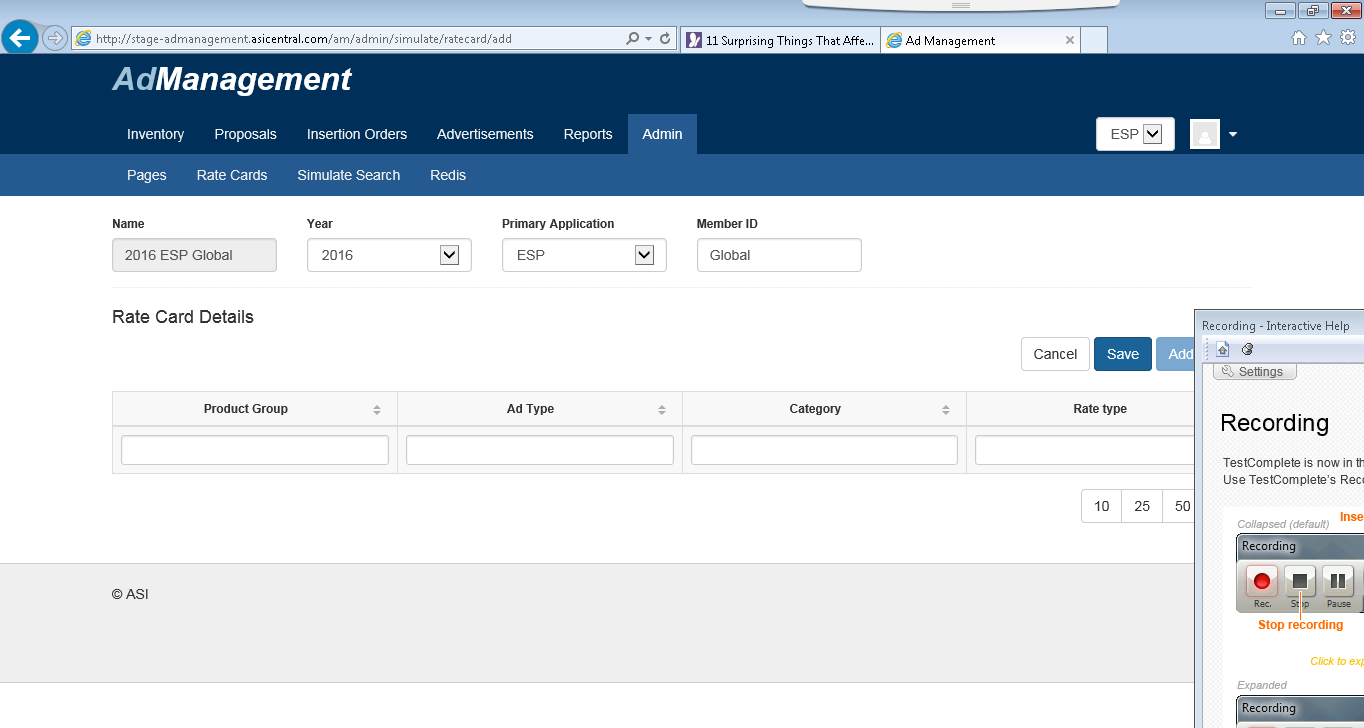 http://stage-admanagement.asicentral.com/am/admin/simulate/ratecard/add
11 Surprising Things That Affe...
Ad Management
AdManagement
Inventory Proposals Insertion Orders Advertisements Reports Admin
ESP
Pages Rate Cards Simulate Search Redis
Name Year Primary Application Member ID
2016 ESP Global 2016 ESP Global
Rate Card Details
Cancel Save Add
Product Group Ad Type Category Rate type
10 25 50
© ASI
Recording - Interactive Help
Settings
Recording
TestComplete is now in th
Use TestComplete's Reco
Collapsed (default) Inse
Recording
Rec. Stop Pause
Stop recording
Click to exp
Expanded
Recording